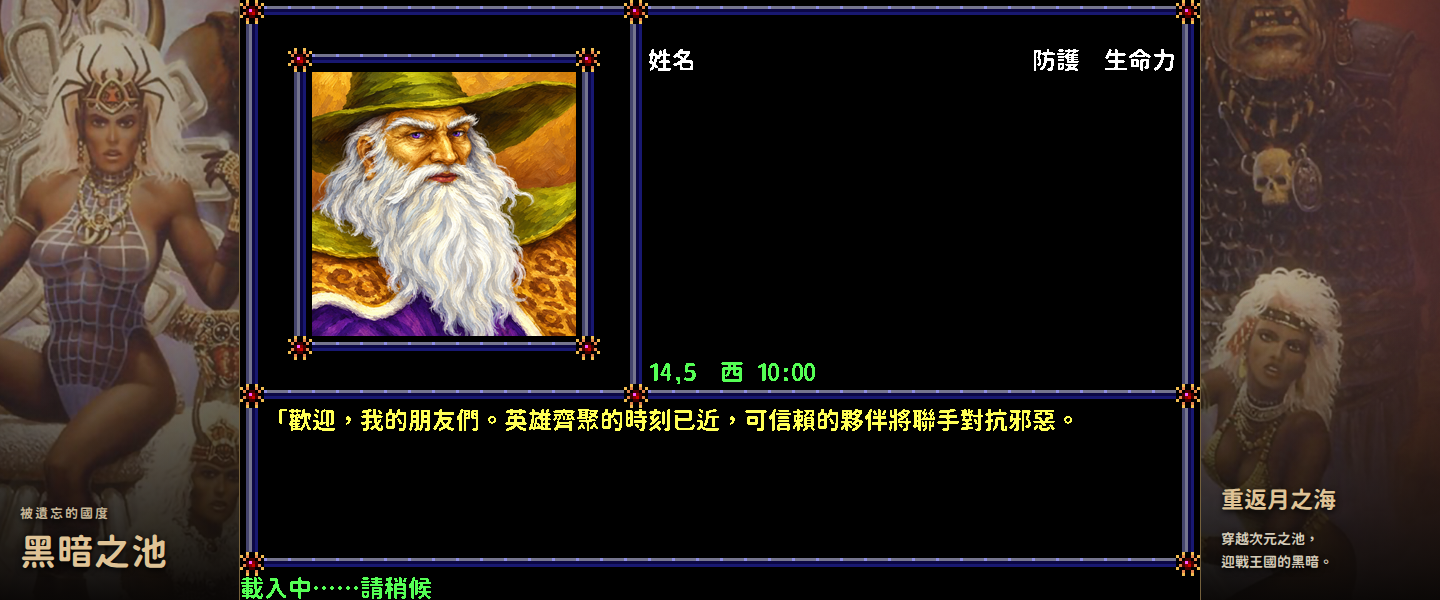 姓名 防護 生命力
14,5 西 10:00
「歡迎，我的朋友們。英雄齊聚的時刻已近，可信賴的夥伴將聯手對抗邪惡。
載入中⋯⋯請稍候
被遺忘的國度
黑暗之池
重返月之海
穿越次元之池，
迎戰王國的黑暗。